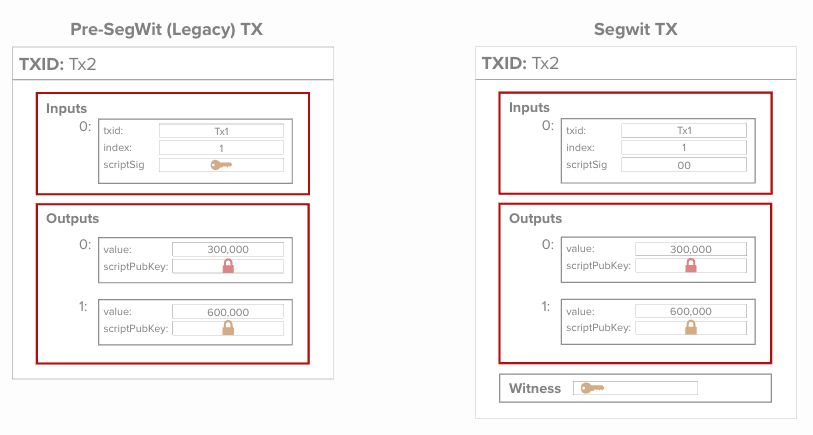 Pre-SegWit (Legacy) TX
TXID: Tx2
Inputs
0:
txid: Tx1
index: 1
scriptSig
Outputs
0:
value: 300,000
scriptPubKey:
1:
value: 600,000
scriptPubKey:
Segwit TX
TXID: Tx2
Inputs
0:
txid: Tx1
index: 1
scriptSig 00
Outputs
0:
value: 300,000
scriptPubKey:
1:
value: 600,000
scriptPubKey:
Witness